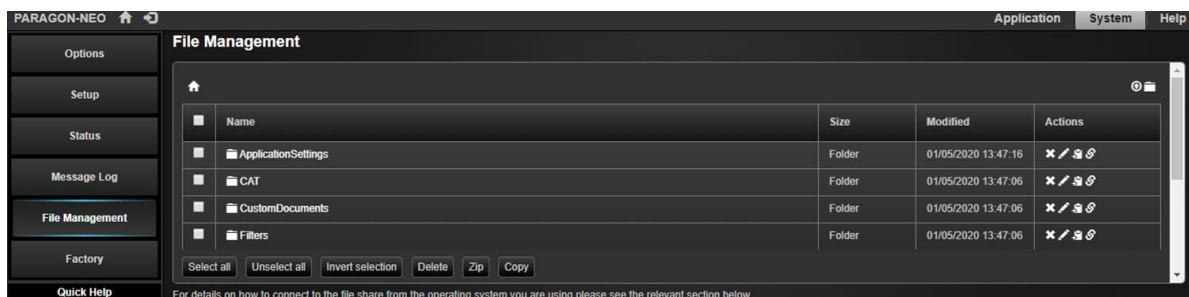 PARAGON-NEO
Application System Help
Options
Setup
Status
Message Log
File Management
Factory
Quick Help
File Management
Name Size Modified Actions
ApplicationSettings Folder 01/05/2020 13:47:16
CAT Folder 01/05/2020 13:47:06
CustomDocuments Folder 01/05/2020 13:47:06
Filters Folder 01/05/2020 13:47:06
Select all Unselect all Invert selection Delete Zip Copy
For details on how to connect to the file share from the operating system you are using please see the relevant section below